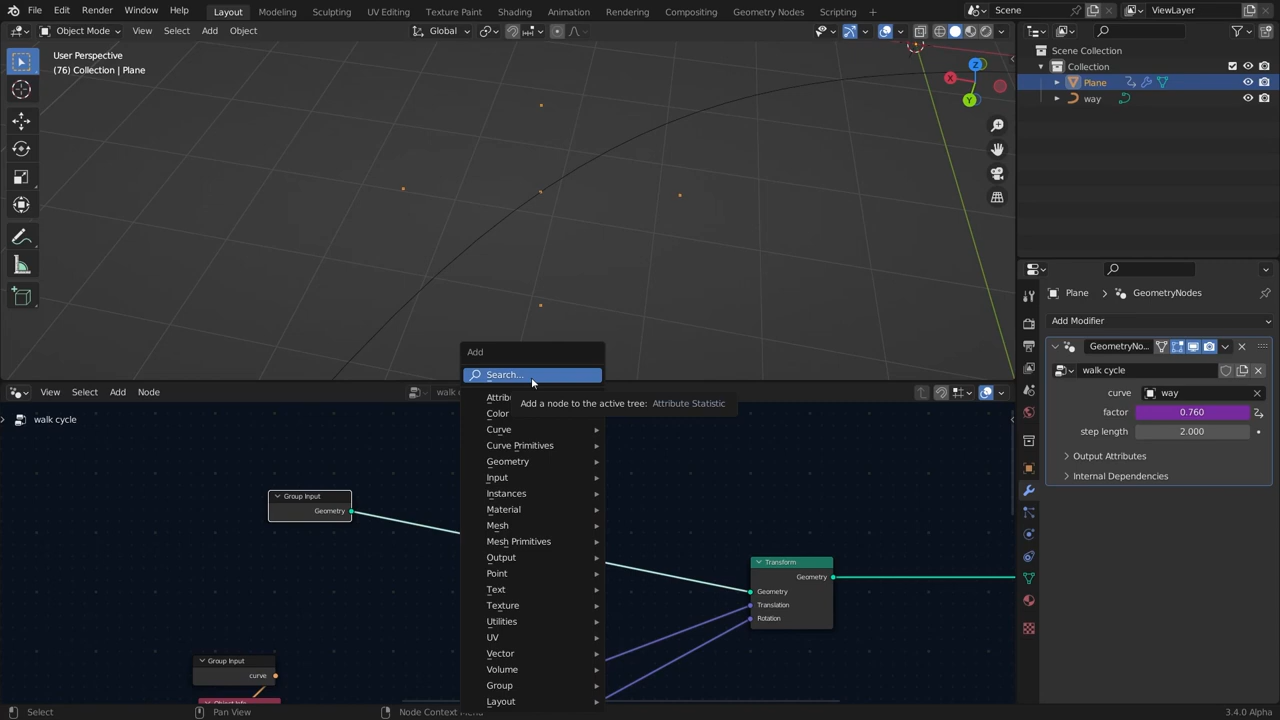 File Edit Render Window Help Layout Modeling Sculpting UV Editing Texture Paint Shading Animation Rendering Compositing Geometry Nodes Scripting + Scene ViewLayer
Object Mode View Select Add Object Global
User Perspective
(76) Collection | Plane
Z
X
Y
Scene Collection
Collection
Plane
way
Plane > GeometryNodes
Add Modifier
GeometryNo...
walk cycle
curve way
factor 0.760
step length 2.000
Output Attributes
Internal Dependencies
View Select Add Node
walk cycle
Group Input
Geometry
Group Input
curve
Transform
Geometry
Geometry
Translation
Rotation
Add
Search...
Add a node to the active tree: Attribute Statistic
Curve
Curve Primitives
Geometry
Input
Instances
Material
Mesh
Mesh Primitives
Output
Point
Text
Texture
Utilities
UV
Vector
Volume
Group
Layout
Select Pan View Node Context 3.4.0 Alpha